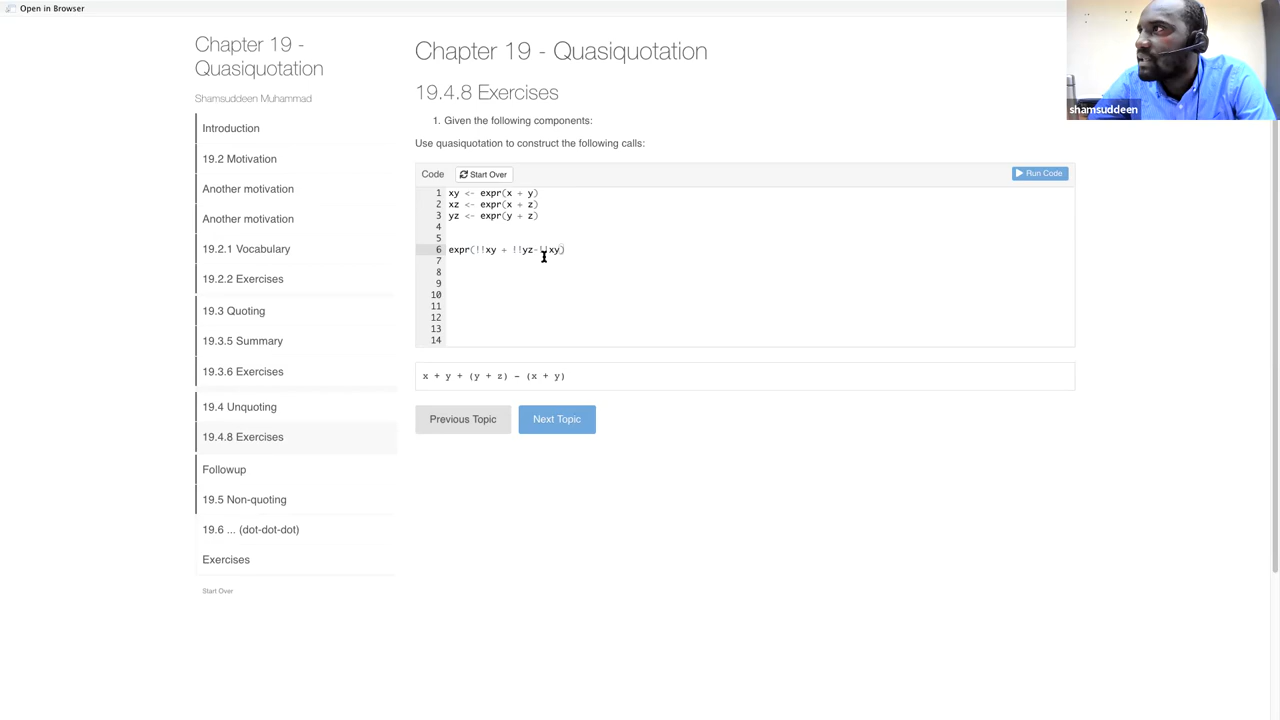 Open in Browser
Chapter 19 -
Quasiquotation
Shamsuddeen Muhammad
Introduction
19.2 Motivation
Another motivation
Another motivation
19.2.1 Vocabulary
19.2.2 Exercises
19.3 Quoting
19.3.5 Summary
19.3.6 Exercises
19.4 Unquoting
19.4.8 Exercises
Followup
19.5 Non-quoting
19.6 ... (dot-dot-dot)
Exercises
Start Over
Chapter 19 - Quasiquotation
19.4.8 Exercises
1. Given the following components:
Use quasiquotation to construct the following calls:
Code Start Over Run Code
1 xy <- expr(x + y)
2 xz <- expr(x + z)
3 yz <- expr(y + z)
4
5
6 expr(!!xy + !!yz-!!xy)
7
8
9
10
11
12
13
14
x + y + (y + z) - (x + y)
Previous Topic Next Topic
shamsuddeen